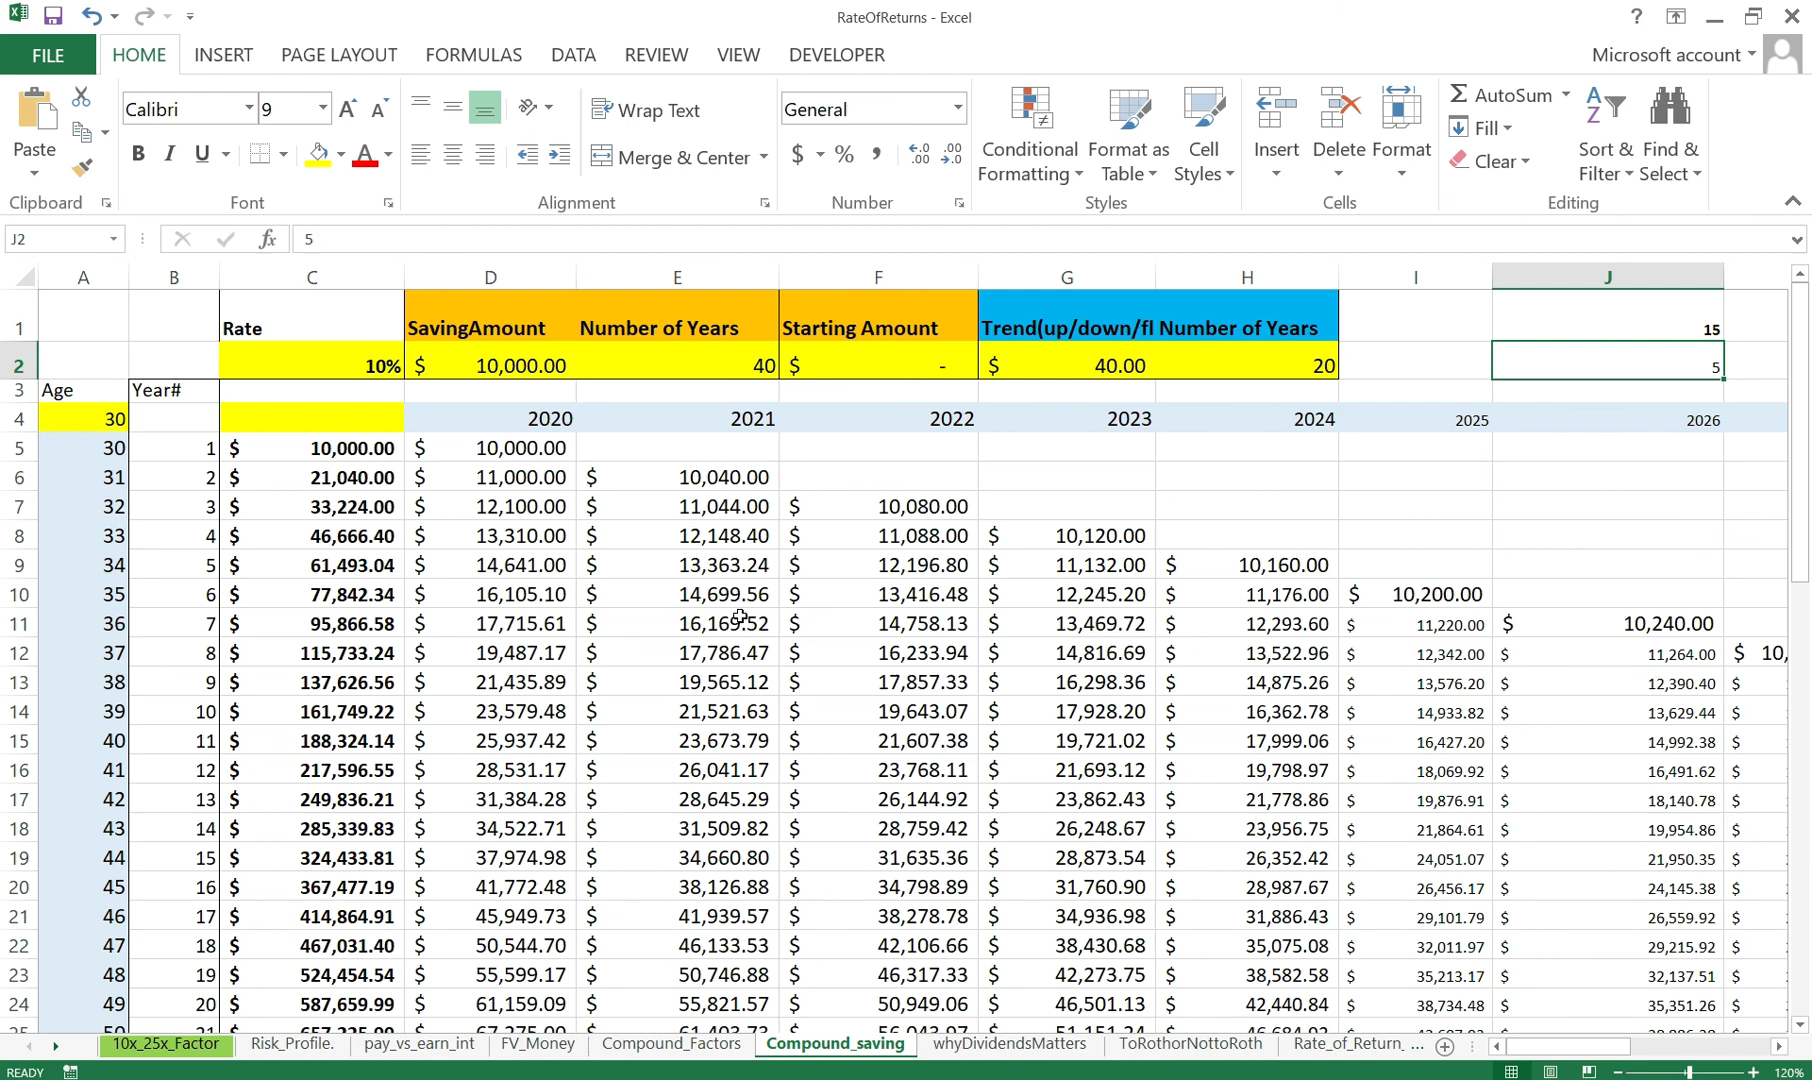 RateOfReturns - Excel
?
FILE HOME INSERT PAGE LAYOUT FORMULAS DATA REVIEW VIEW DEVELOPER Microsoft account
Paste
Calibri 9
B I U A
Wrap Text
Merge & Center
General
$ % ,
Conditional Formatting
Format as Table
Cell Styles
Insert Delete Format
AutoSum
Fill
Clear
Sort & Filter
Find & Select
Clipboard Font Alignment Number Styles Cells Editing
J2 fx 5
A B C D E F G H I J
1 Rate SavingAmount Number of Years Starting Amount Trend(up/down/fl Number of Years 15
2 10% $ 10,000.00 40 $ - $ 40.00 20 5
3 Age Year#
4 30 2020 2021 2022 2023 2024 2025 2026
5 30 1 $ 10,000.00 $ 10,000.00
6 31 2 $ 21,040.00 $ 11,000.00 $ 10,040.00
7 32 3 $ 33,224.00 $ 12,100.00 $ 11,044.00 $ 10,080.00
8 33 4 $ 46,666.40 $ 13,310.00 $ 12,148.40 $ 11,088.00 $ 10,120.00
9 34 5 $ 61,493.04 $ 14,641.00 $ 13,363.24 $ 12,196.80 $ 11,132.00 $ 10,160.00
10 35 6 $ 77,842.34 $ 16,105.10 $ 14,699.56 $ 13,416.48 $ 12,245.20 $ 11,176.00 $ 10,200.00
11 36 7 $ 95,866.58 $ 17,715.61 $ 16,169.52 $ 14,758.13 $ 13,469.72 $ 12,293.60 $ 11,220.00 $ 10,240.00
12 37 8 $ 115,733.24 $ 19,487.17 $ 17,786.47 $ 16,233.94 $ 14,816.69 $ 13,522.96 $ 12,342.00 $ 11,264.00 $ 10,
13 38 9 $ 137,626.56 $ 21,435.89 $ 19,565.12 $ 17,857.33 $ 16,298.36 $ 14,875.26 $ 13,576.20 $ 12,390.40 $
14 39 10 $ 161,749.22 $ 23,579.48 $ 21,521.63 $ 19,643.07 $ 17,928.20 $ 16,362.78 $ 14,933.82 $ 13,629.44 $
15 40 11 $ 188,324.14 $ 25,937.42 $ 23,673.79 $ 21,607.38 $ 19,721.02 $ 17,999.06 $ 16,427.20 $ 14,992.38 $
16 41 12 $ 217,596.55 $ 28,531.17 $ 26,041.17 $ 23,768.11 $ 21,693.12 $ 19,798.97 $ 18,069.92 $ 16,491.62 $
17 42 13 $ 249,836.21 $ 31,384.28 $ 28,645.29 $ 26,144.92 $ 23,862.43 $ 21,778.86 $ 19,876.91 $ 18,140.78 $
18 43 14 $ 285,339.83 $ 34,522.71 $ 31,509.82 $ 28,759.42 $ 26,248.67 $ 23,956.75 $ 21,864.61 $ 19,954.86 $
19 44 15 $ 324,433.81 $ 37,974.98 $ 34,660.80 $ 31,635.36 $ 28,873.54 $ 26,352.42 $ 24,051.07 $ 21,950.35 $
20 45 16 $ 367,477.19 $ 41,772.48 $ 38,126.88 $ 34,798.89 $ 31,760.90 $ 28,987.67 $ 26,456.17 $ 24,145.38 $
21 46 17 $ 414,864.91 $ 45,949.73 $ 41,939.57 $ 38,278.78 $ 34,936.98 $ 31,886.43 $ 29,101.79 $ 26,559.92 $
22 47 18 $ 467,031.40 $ 50,544.70 $ 46,133.53 $ 42,106.66 $ 38,430.68 $ 35,075.08 $ 32,011.97 $ 29,215.92 $
23 48 19 $ 524,454.54 $ 55,599.17 $ 50,746.88 $ 46,317.33 $ 42,273.75 $ 38,582.58 $ 35,213.17 $ 32,137.51 $
24 49 20 $ 587,659.99 $ 61,159.09 $ 55,821.57 $ 50,949.06 $ 46,501.13 $ 42,440.84 $ 38,734.48 $ 35,351.26 $
10x_25x_Factor Risk_Profile. pay_vs_earn_int FV_Money Compound_Factors Compound_saving whyDividendsMatters ToRothorNottoRoth Rate_of_Return_ ...
READY 120%